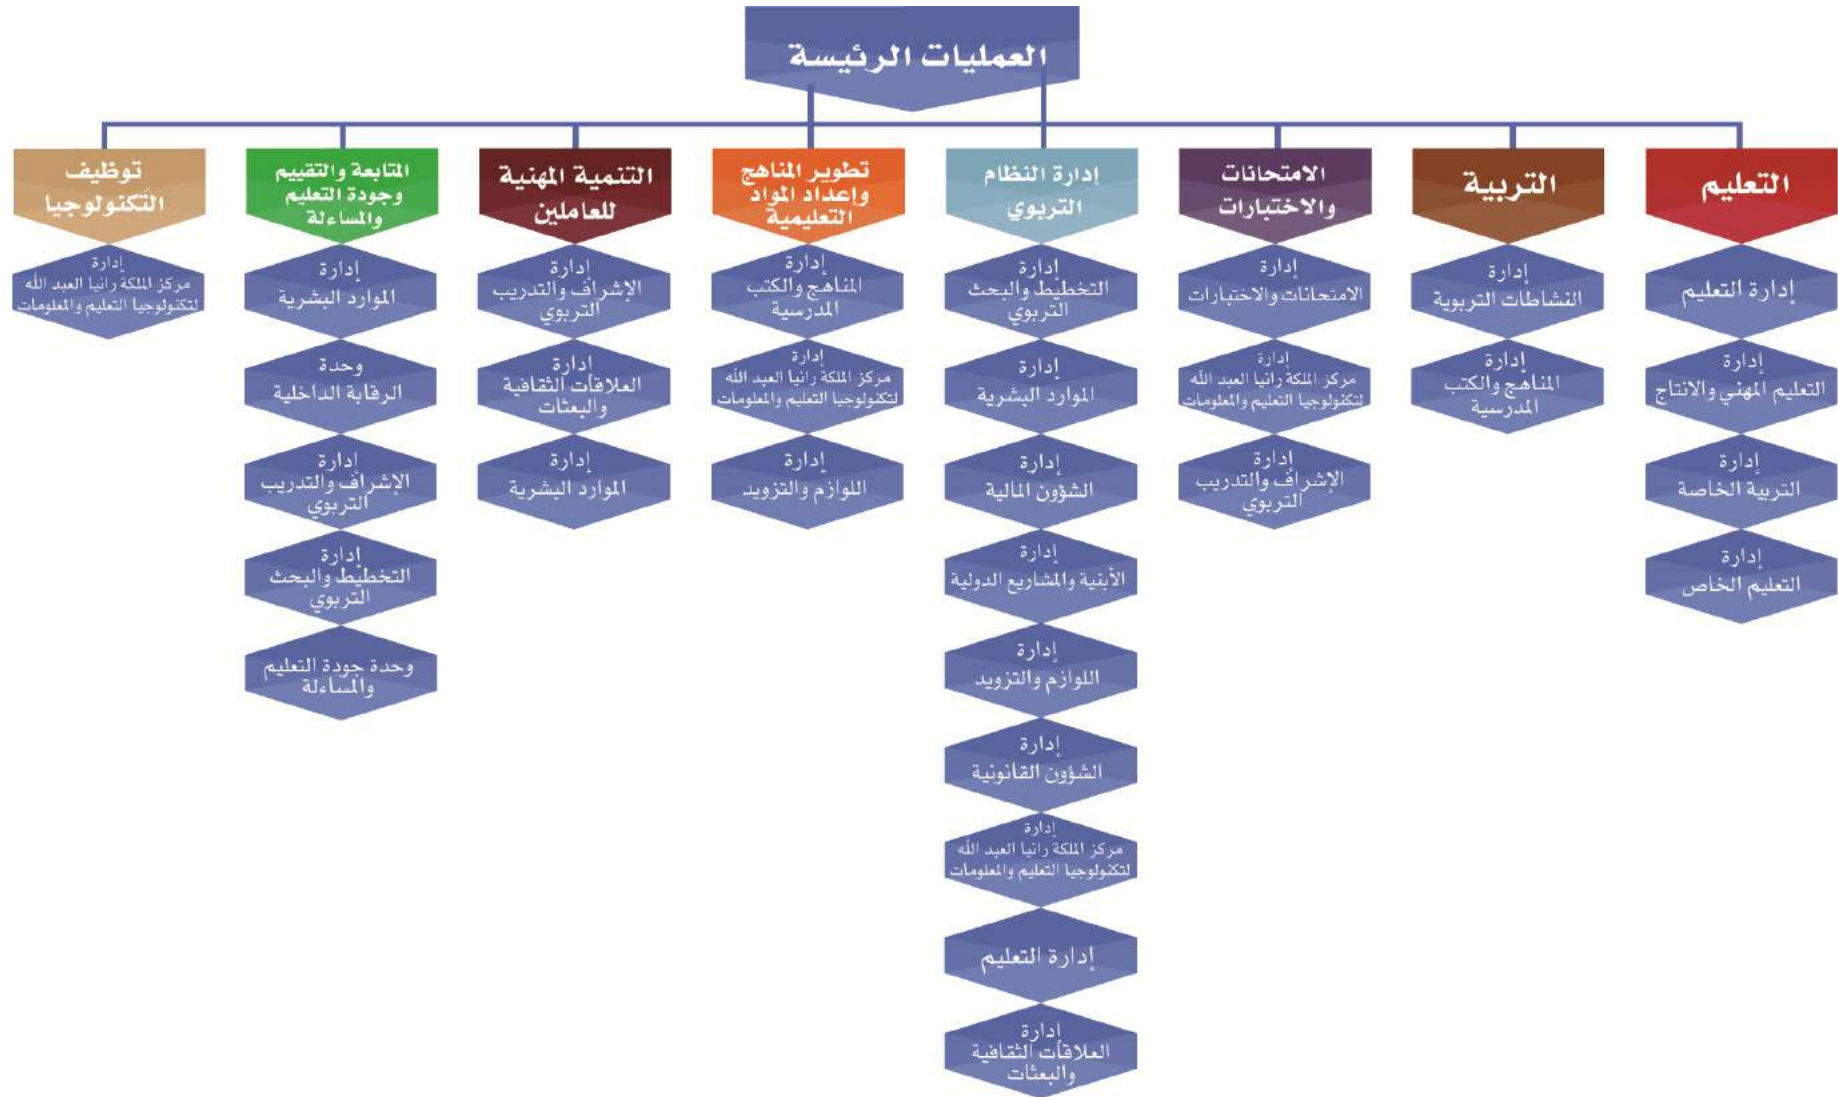 العمليات الرئيسة
التعليم
إدارة التعليم
إدارة
التعليم المهني والانتاج
إدارة
التربية الخاصة
إدارة
التعليم الخاص
التربية
إدارة
النشاطات التربوية
إدارة
المناهج والكتب
المدرسية
الامتحانات
والاختبارات
إدارة
الامتحانات والاختبارات
إدارة
مركز الملكة رانيا العبد الله
لتكنولوجيا التعليم والمعلومات
إدارة
الإشراف والتدريب
التربوي
إدارة النظام
التربوي
إدارة
التخطيط والبحث
التربوي
إدارة
الموارد البشرية
إدارة
الشؤون المالية
إدارة
الأبنية والمشاريع الدولية
إدارة
اللوازم والتزويد
إدارة
الشؤون القانونية
إدارة
مركز الملكة رانيا العبد الله
لتكنولوجيا التعليم والمعلومات
إدارة التعليم
إدارة
العلاقات الثقافية
والبعثات
تطوير المناهج
وإعداد المواد
التعليمية
إدارة
المناهج والكتب
المدرسية
إدارة
مركز الملكة رانيا العبد الله
لتكنولوجيا التعليم والمعلومات
إدارة
اللوازم والتزويد
التنمية المهنية
للعاملين
إدارة
الإشراف والتدريب
التربوي
إدارة
العلاقات الثقافية
والبعثات
إدارة
الموارد البشرية
المتابعة والتقييم
وجودة التعليم
والمساءلة
إدارة
الموارد البشرية
وحدة
الرقابة الداخلية
إدارة
الإشراف والتدريب
التربوي
إدارة
التخطيط والبحث
التربوي
وحدة جودة التعليم
والمساءلة
توظيف
التكنولوجيا
إدارة
مركز الملكة رانيا العبد الله
لتكنولوجيا التعليم والمعلومات